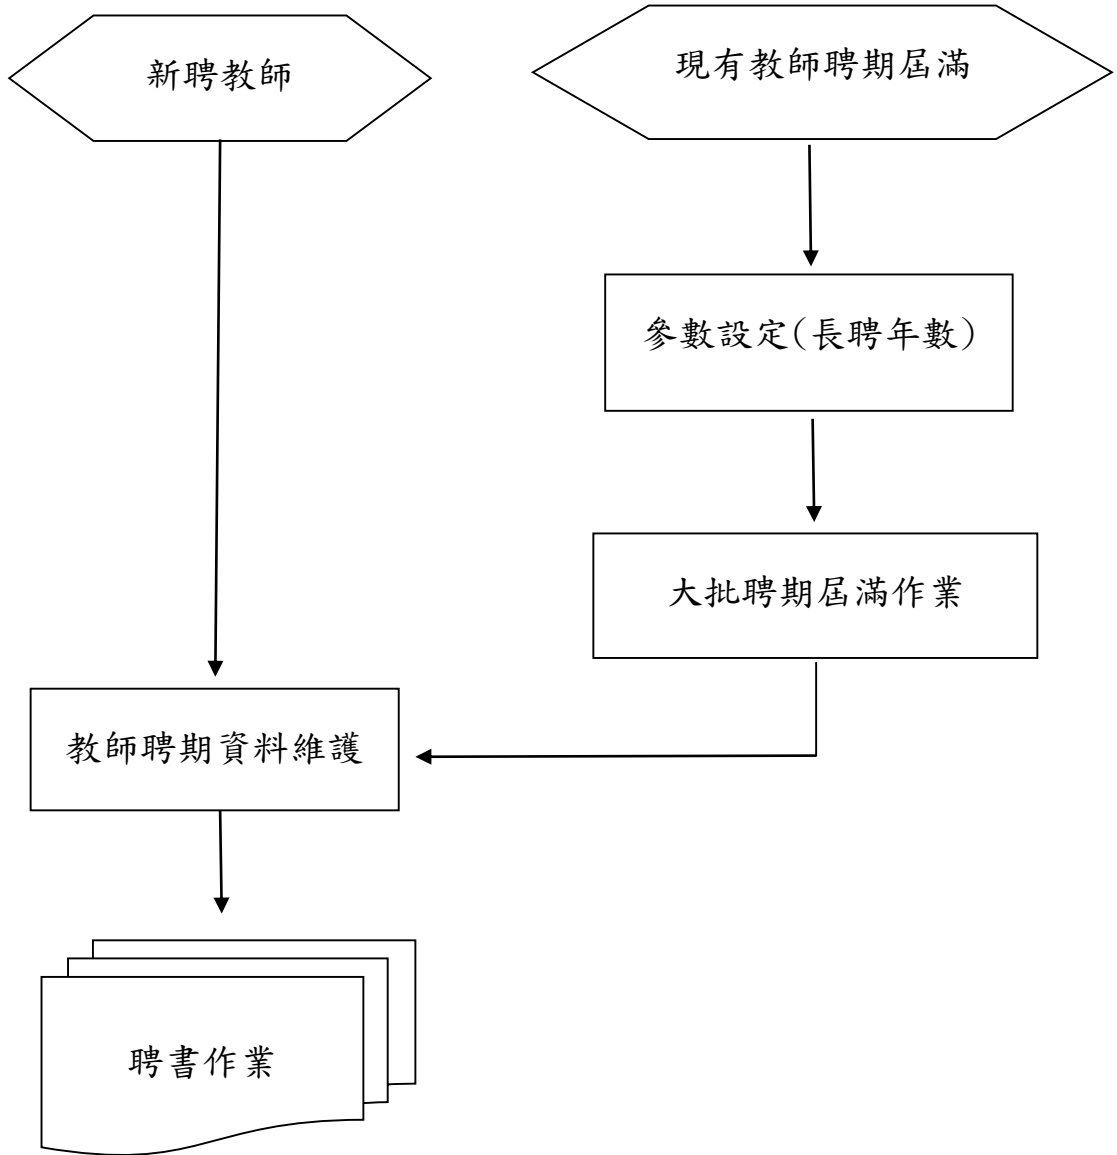 新聘教師
現有教師聘期屆滿
參數設定(長聘年數)
大批聘期屆滿作業
教師聘期資料維護
聘書作業